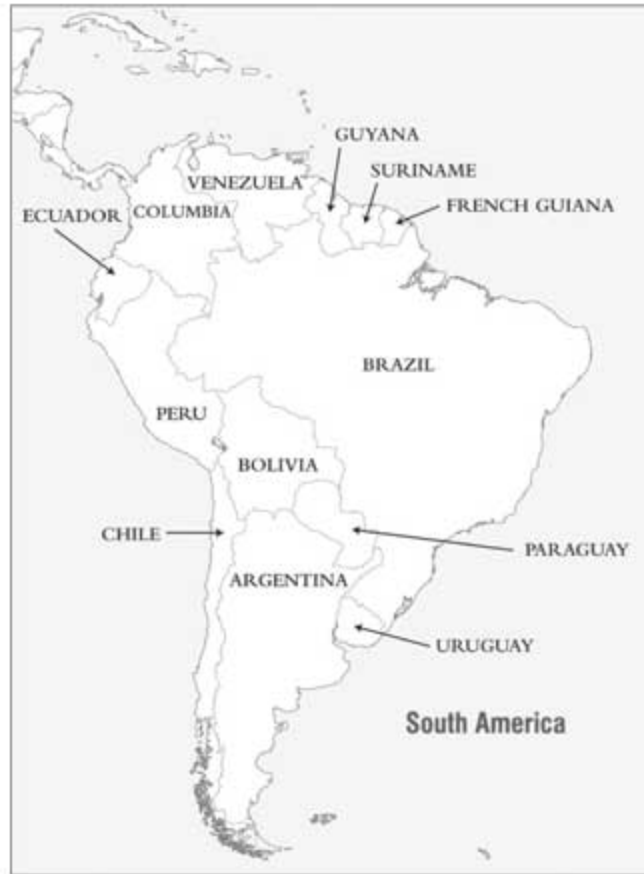 GUYANA
SURINAME
VENEZUELA
FRENCH GUIANA
ECUADOR
COLUMBIA
BRAZIL
PERU
BOLIVIA
CHILE
PARAGUAY
ARGENTINA
URUGUAY
South America